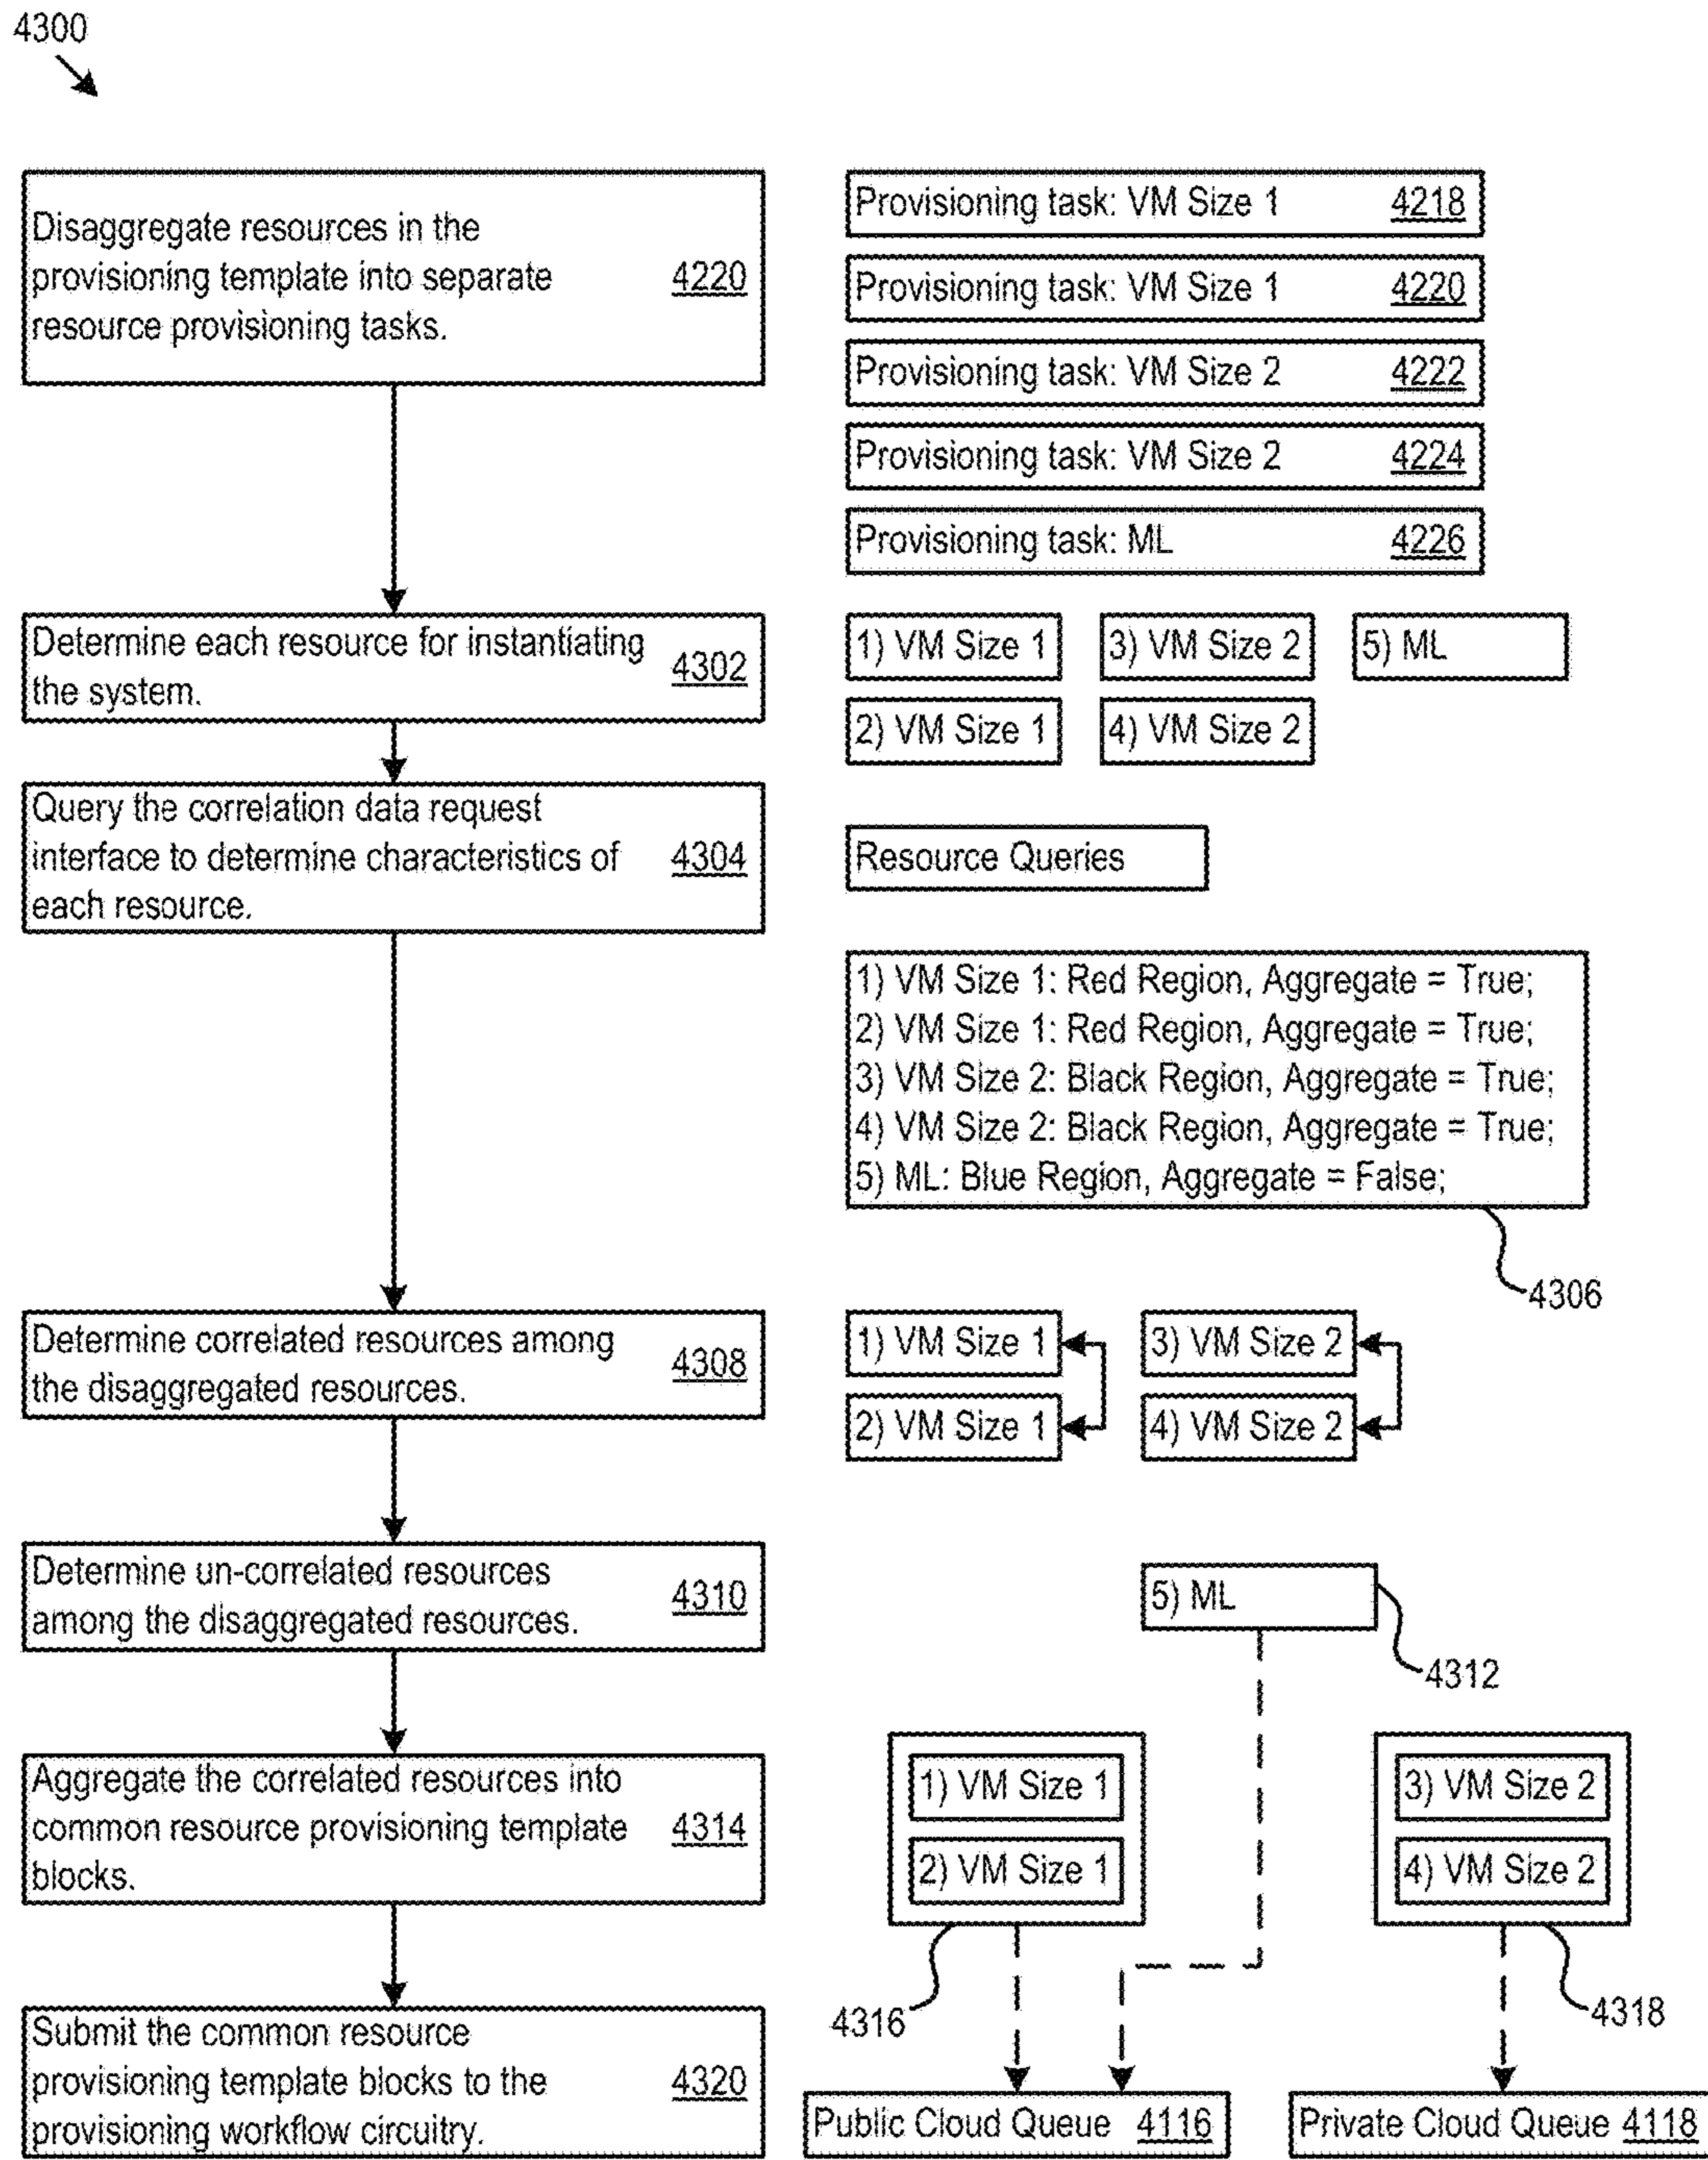 4300
Disaggregate resources in the
provisioning template into separate
resource provisioning tasks.
4220
Provisioning task: VM Size 1 4218
Provisioning task: VM Size 1 4220
Provisioning task: VM Size 2 4222
Provisioning task: VM Size 2 4224
Provisioning task: ML 4226
Determine each resource for instantiating
the system.
4302
1) VM Size 1
3) VM Size 2
5) ML
2) VM Size 1
4) VM Size 2
Query the correlation data request
interface to determine characteristics of
each resource.
4304
Resource Queries
1) VM Size 1: Red Region, Aggregate = True;
2) VM Size 1: Red Region, Aggregate = True;
3) VM Size 2: Black Region, Aggregate = True;
4) VM Size 2: Black Region, Aggregate = True;
5) ML: Blue Region, Aggregate = False;
4306
Determine correlated resources among
the disaggregated resources.
4308
1) VM Size 1
3) VM Size 2
2) VM Size 1
4) VM Size 2
Determine un-correlated resources
among the disaggregated resources.
4310
5) ML
4312
Aggregate the correlated resources into
common resource provisioning template
blocks.
4314
1) VM Size 1
2) VM Size 1
3) VM Size 2
4) VM Size 2
4316
4318
Submit the common resource
provisioning template blocks to the
provisioning workflow circuitry.
4320
Public Cloud Queue 4116
Private Cloud Queue 4118